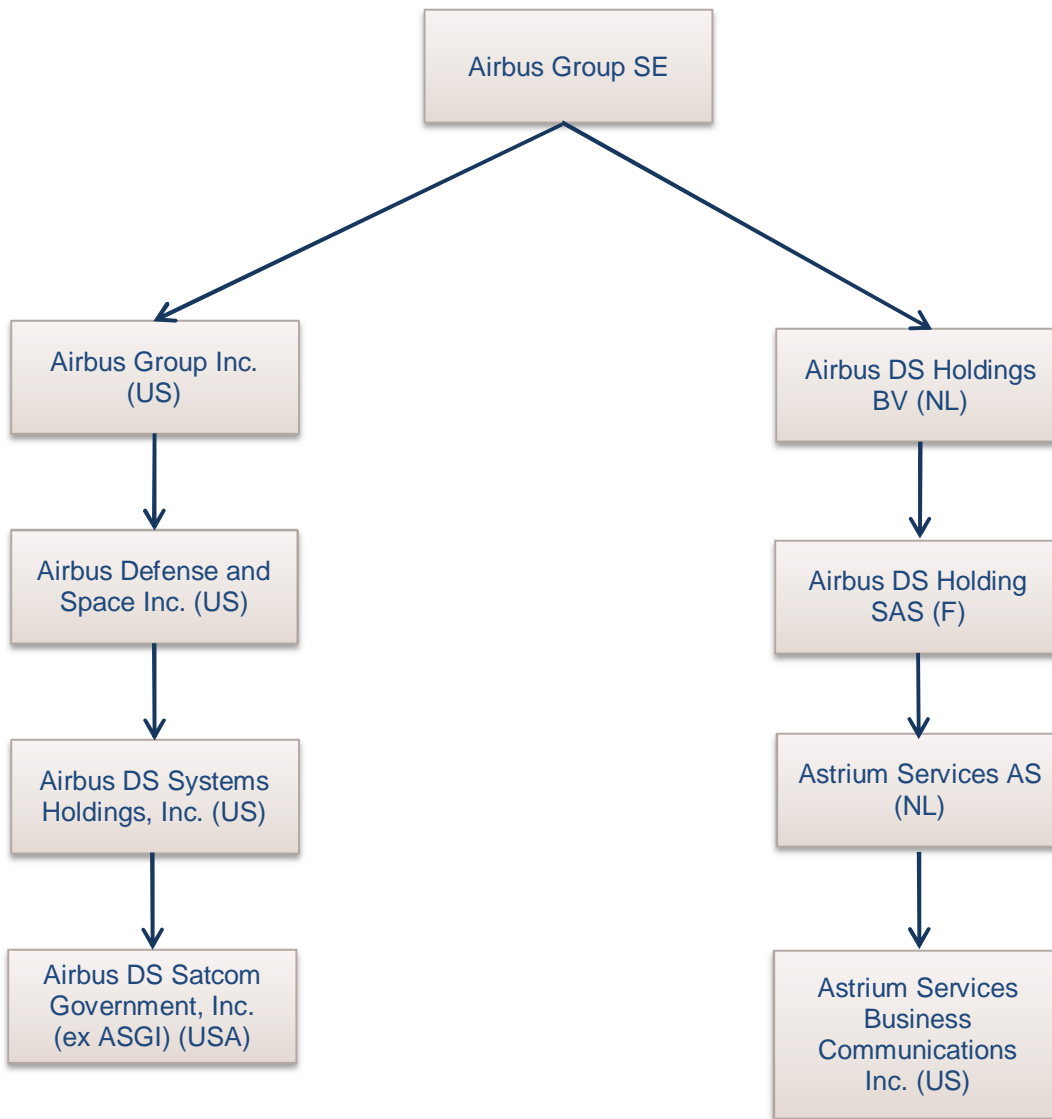 Airbus Group SE
Airbus Group Inc.
(US)
Airbus DS Holdings
BV (NL)
Airbus Defense and
Space Inc. (US)
Airbus DS Holding
SAS (F)
Airbus DS Systems
Holdings, Inc. (US)
Astrium Services AS
(NL)
Airbus DS Satcom
Government, Inc.
(ex ASGI) (USA)
Astrium Services
Business
Communications
Inc. (US)